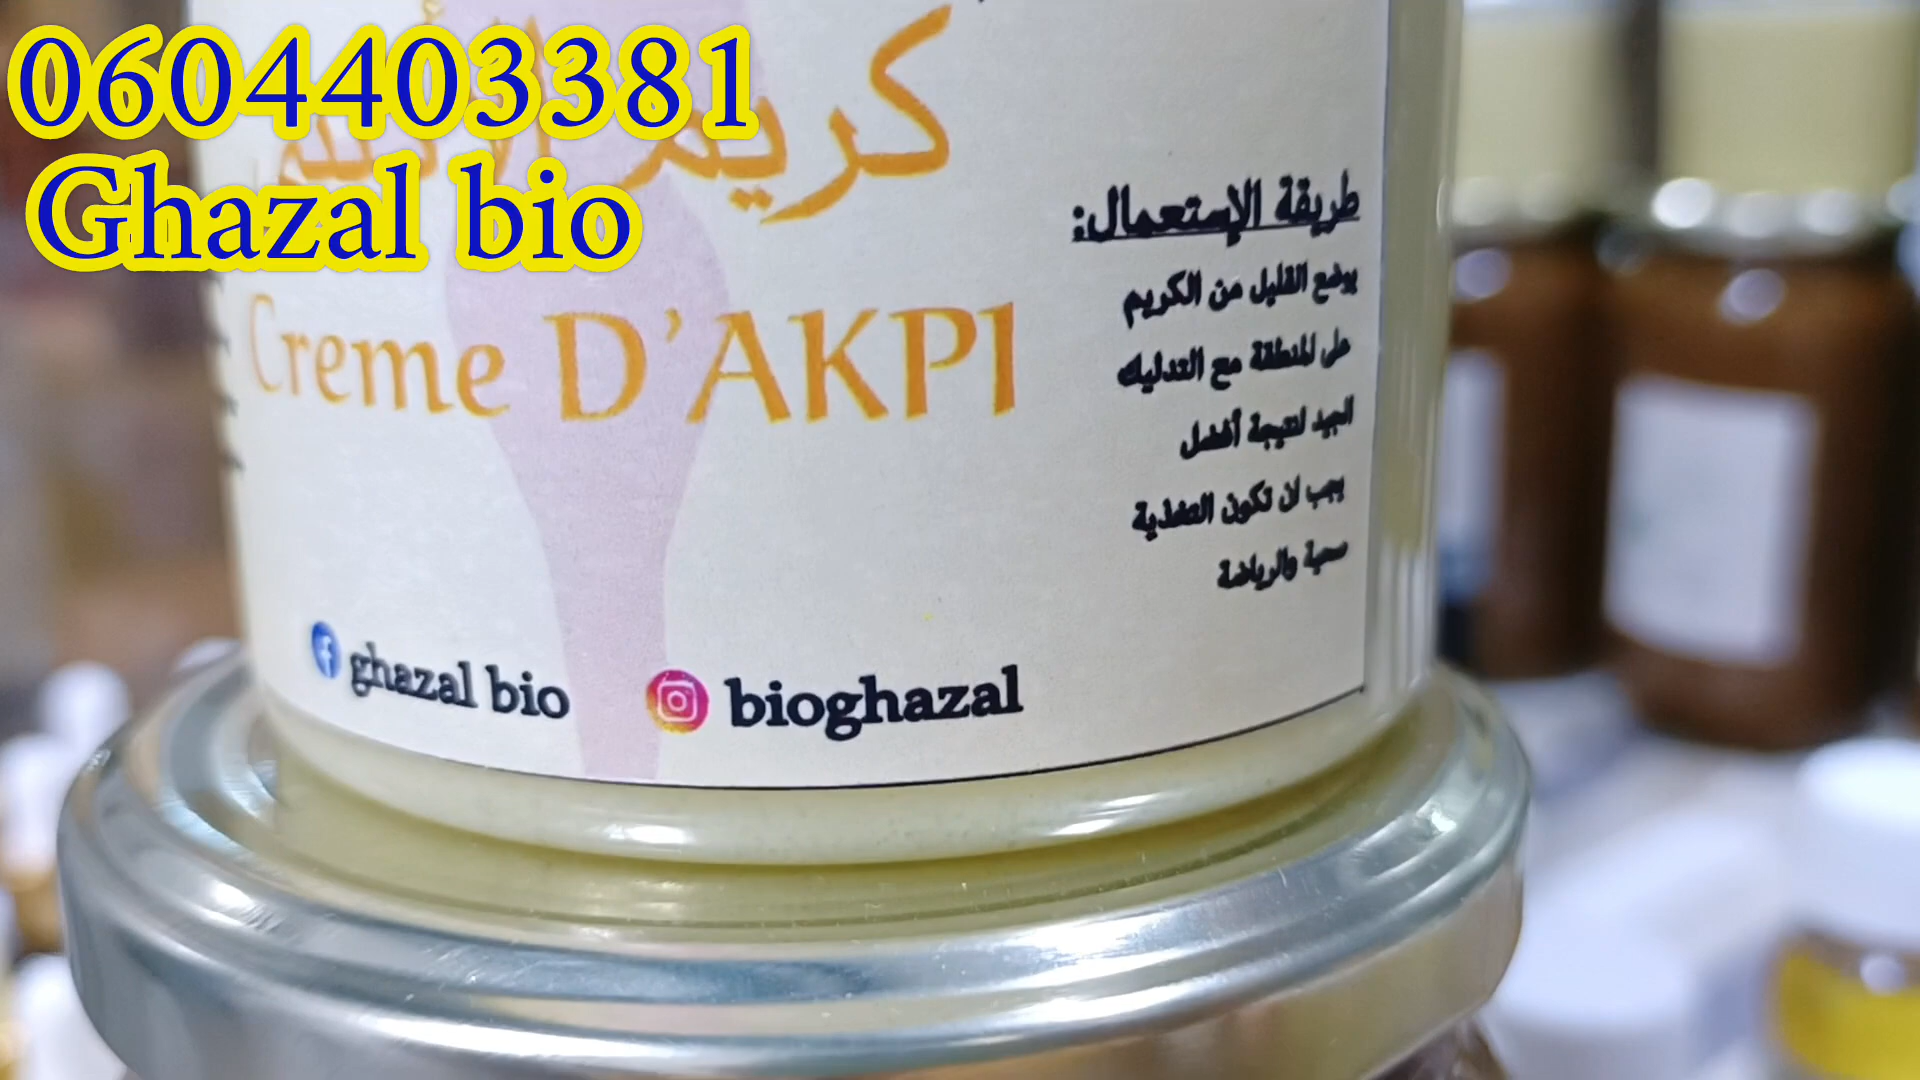 0604403381
Ghazal bio
كريم
Creme D'AKPI
طريقة الإستعمال:
يوضع القليل من الكريم
على المنطقة مع التدليك
الجيد لنتيجة أفضل
يجب ان تكون التغذية
صحية والرياضة
ghazal bio
bioghazal